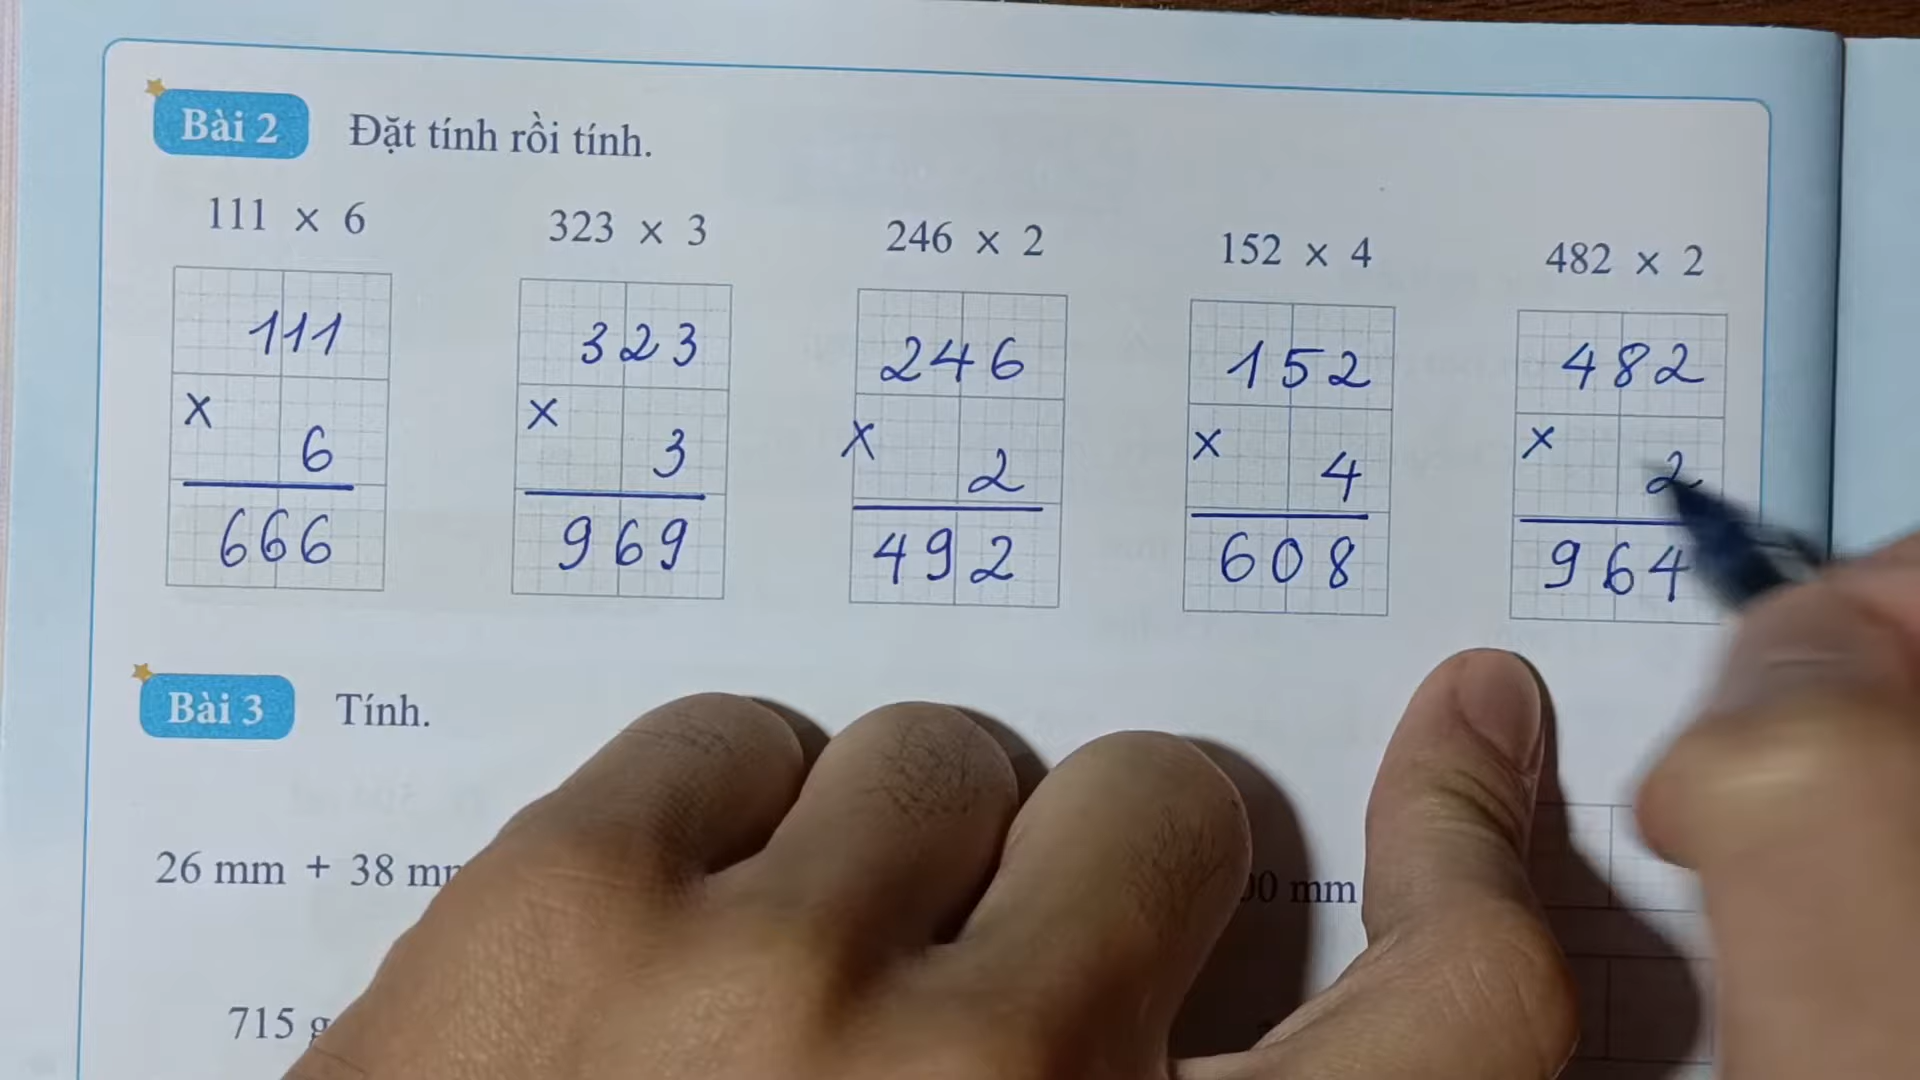 Bài 2 Đặt tính rồi tính.
111 × 6 323 × 3 246 × 2 152 × 4 482 × 2
111 323 246 152 482
× 6 × 3 × 2 × 4 × 2
666 969 492 608 964
Bài 3 Tính.
26 mm + 38 mm
715 g